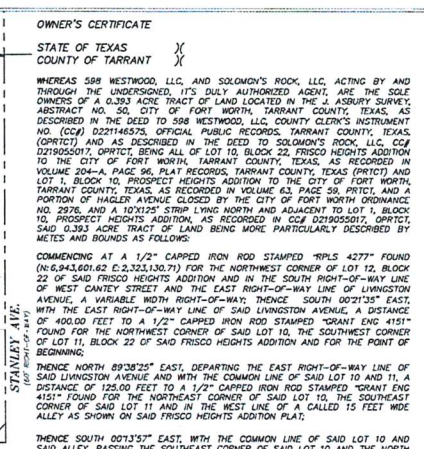 OWNER'S CERTIFICATE
STATE OF TEXAS )(
COUNTY OF TARRANT )(
WHEREAS 598 WESTWOOD, LLC, AND SOLOMON'S ROCK, LLC, ACTING BY AND
THROUGH THE UNDERSIGNED, IT'S DULY AUTHORIZED AGENT, ARE THE SOLE
OWNERS OF A 0.393 ACRE TRACT OF LAND LOCATED IN THE J. ASBURY SURVEY,
ABSTRACT NO. 50, CITY OF FORT WORTH, TARRANT COUNTY, TEXAS, AS
DESCRIBED IN THE DEED TO 598 WESTWOOD, LLC, COUNTY CLERK'S INSTRUMENT
NO. (CC#) D221146575, OFFICIAL PUBLIC RECORDS, TARRANT COUNTY, TEXAS,
(OPRTCT) AND AS DESCRIBED IN THE DEED TO SOLOMON'S ROCK, LLC, CC#
D219055017, OPRTCT, BEING ALL OF LOT 10, BLOCK 22, FRISCO HEIGHTS ADDITION
TO THE CITY OF FORT WORTH, TARRANT COUNTY, TEXAS, AS RECORDED IN
VOLUME 204-A, PAGE 96, PLAT RECORDS, TARRANT COUNTY, TEXAS (PRTCT) AND
LOT 1, BLOCK 10, PROSPECT HEIGHTS ADDITION TO THE CITY OF FORT WORTH,
TARRANT COUNTY, TEXAS, AS RECORDED IN VOLUME 63, PAGE 59, PRTCT, AND A
PORTION OF HAGLER AVENUE CLOSED BY THE CITY OF FORT WORTH ORDINANCE
NO. 2976, AND A 10'X125' STRIP LYING NORTH AND ADJACENT TO LOT 1, BLOCK
10, PROSPECT HEIGHTS ADDITION, AS RECORDED IN CC# D219055017, OPRTCT,
SAID 0.393 ACRE TRACT OF LAND BEING MORE PARTICULARLY DESCRIBED BY
METES AND BOUNDS AS FOLLOWS:
COMMENCING AT A 1/2" CAPPED IRON ROD STAMPED "RPLS 4277" FOUND
(N:6,943,601.62 E:2,323,130.71) FOR THE NORTHWEST CORNER OF LOT 12, BLOCK
22 OF SAID FRISCO HEIGHTS ADDITION AND IN THE SOUTH RIGHT-OF-WAY LINE
OF WEST CANTEY STREET AND THE EAST RIGHT-OF-WAY LINE OF LIVINGSTON
AVENUE, A VARIABLE WIDTH RIGHT-OF-WAY; THENCE SOUTH 00°21'35" EAST,
WITH THE EAST RIGHT-OF-WAY LINE OF SAID LIVINGSTON AVENUE, A DISTANCE
OF 400.00 FEET TO A 1/2" CAPPED IRON ROD STAMPED "GRANT ENG 4151"
FOUND FOR THE NORTHWEST CORNER OF SAID LOT 10, THE SOUTHWEST CORNER
OF LOT 11, BLOCK 22 OF SAID FRISCO HEIGHTS ADDITION AND FOR THE POINT OF
BEGINNING;
THENCE NORTH 89°38'25" EAST, DEPARTING THE EAST RIGHT-OF-WAY LINE OF
SAID LIVINGSTON AVENUE AND WITH THE COMMON LINE OF SAID LOT 10 AND 11, A
DISTANCE OF 125.00 FEET TO A 1/2" CAPPED IRON ROD STAMPED "GRANT ENG
4151" FOUND FOR THE NORTHEAST CORNER OF SAID LOT 10, THE SOUTHEAST
CORNER OF SAID LOT 11 AND IN THE WEST LINE OF A CALLED 15 FEET WIDE
ALLEY AS SHOWN ON SAID FRISCO HEIGHTS ADDITION PLAT;
THENCE SOUTH 00°13'57" EAST, WITH THE COMMON LINE OF SAID LOT 10 AND
SAID ALLEY, PASSING THE SOUTHEAST CORNER OF SAID LOT 10 AND THE NORTH
STANLEY AVE.
(60' RIGHT-OF-WAY)